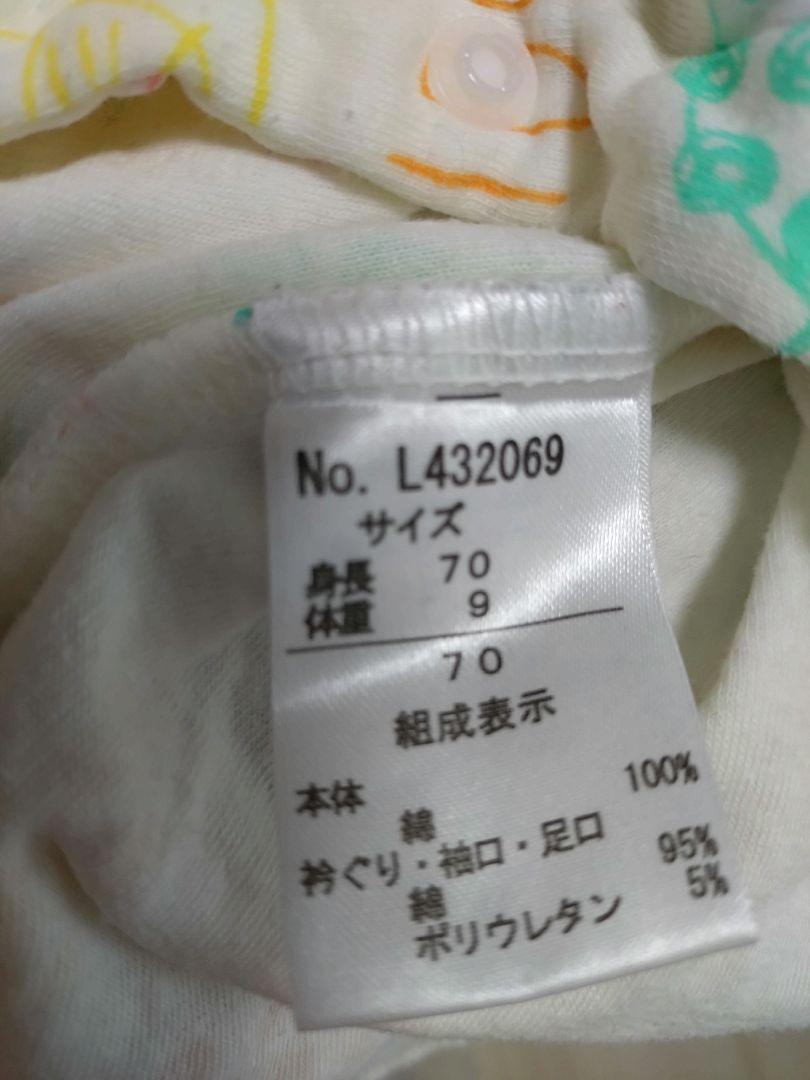 No. L432069
サイズ
身長 70
体重 9
70
組成表示
本体
綿 100%
衿ぐり・袖口・足口
綿 95%
ポリウレタン 5%